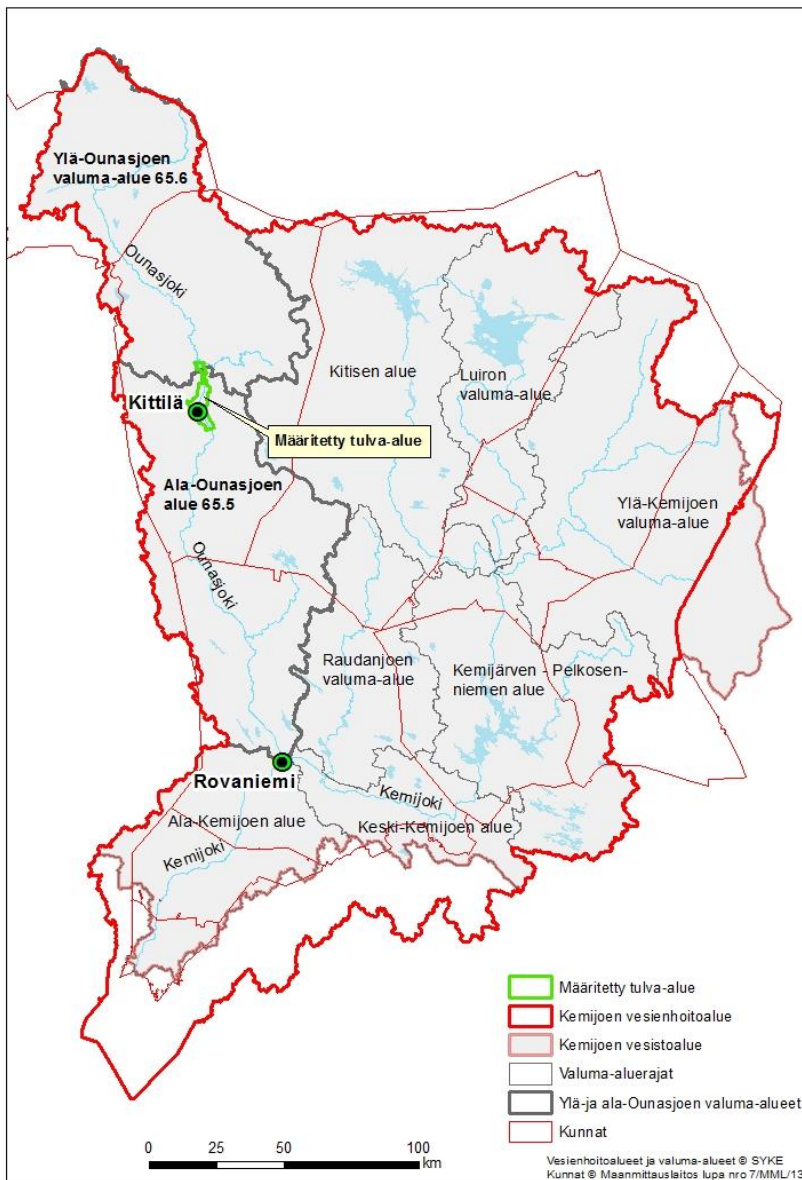 Ylä-Ounasjoen
valuma-alue 65.6
Ounasjoki
Kitisen alue
Luiron
valuma-alue
Kittilä
Määritetty tulva-alue
Ala-Ounasjoen
alue 65.5
Ylä-Kemijoen
valuma-alue
Ounasjoki
Raudanjoen
valuma-alue
Kemijärven - Pelkosen-
niemen alue
Rovaniemi
Kemijoki
Ala-Kemijoen alue
Keski-Kemijoen alue
Kemijoki
Määritetty tulva-alue
Kemijoen vesienhoitoalue
Kemijoen vesistoalue
Valuma-aluerajat
Ylä-ja ala-Ounasjoen valuma-alueet
Kunnat
0 25 50 100
km
Vesienhoitoalueet ja valuma-alueet © SYKE
Kunnat © Maanmittauslaitos lupa nro 7/MML/13